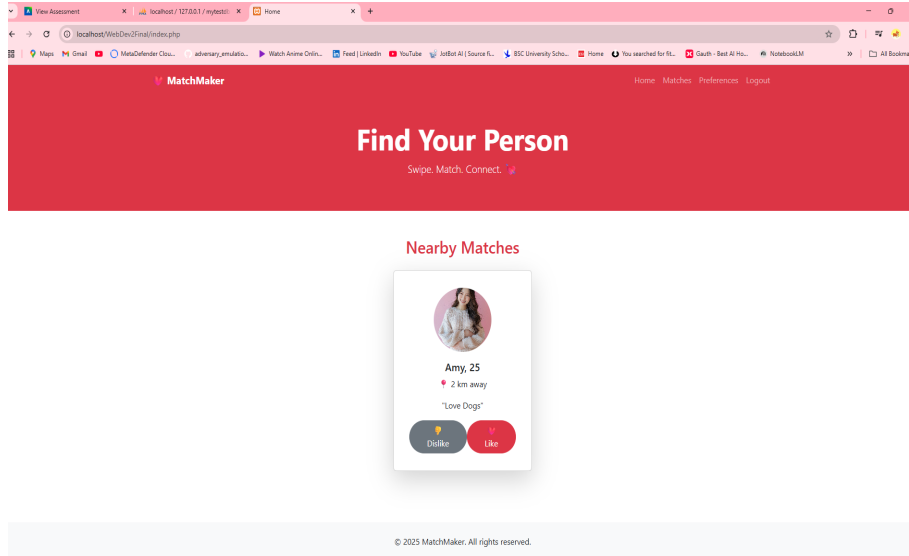 View Assessment
localhost / 127.0.0.1 / mytestdb
Home
localhost/WebDev2Final/index.php
Maps
Gmail
MetaDefender Clou...
adversary_emulatio...
Watch Anime Onlin...
Feed | LinkedIn
YouTube
JotBot AI | Source fi...
BSC University Scho...
Home
You searched for fit...
Gauth - Best AI Ho...
NotebookLM
All Bookma
MatchMaker
Home Matches Preferences Logout
Find Your Person
Swipe. Match. Connect.
Nearby Matches
Amy, 25
2 km away
"Love Dogs"
Dislike
Like
© 2025 MatchMaker. All rights reserved.